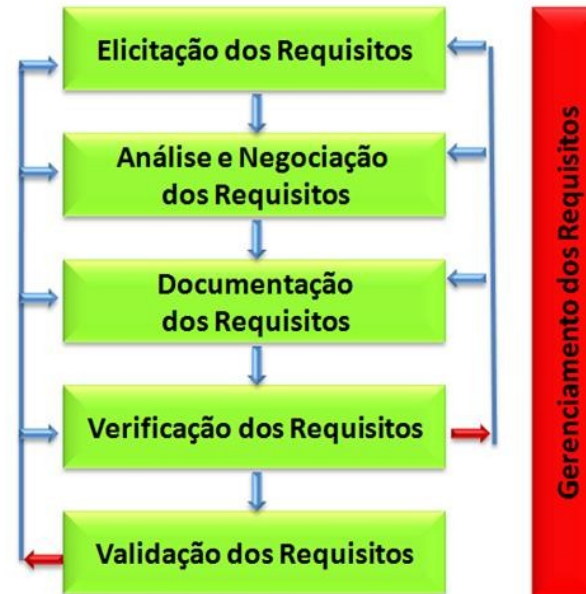 Elicitação dos Requisitos
Análise e Negociação
dos Requisitos
Documentação
dos Requisitos
Verificação dos Requisitos
Validação dos Requisitos
Gerenciamento dos Requisitos